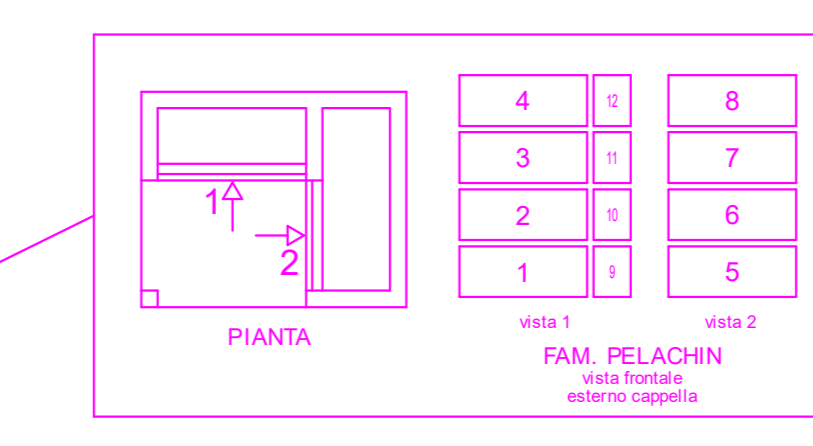 1
2
PIANTA
4 12 8
3 11 7
2 10 6
1 9 5
vista 1 vista 2
FAM. PELACHIN
vista frontale
esterno cappella